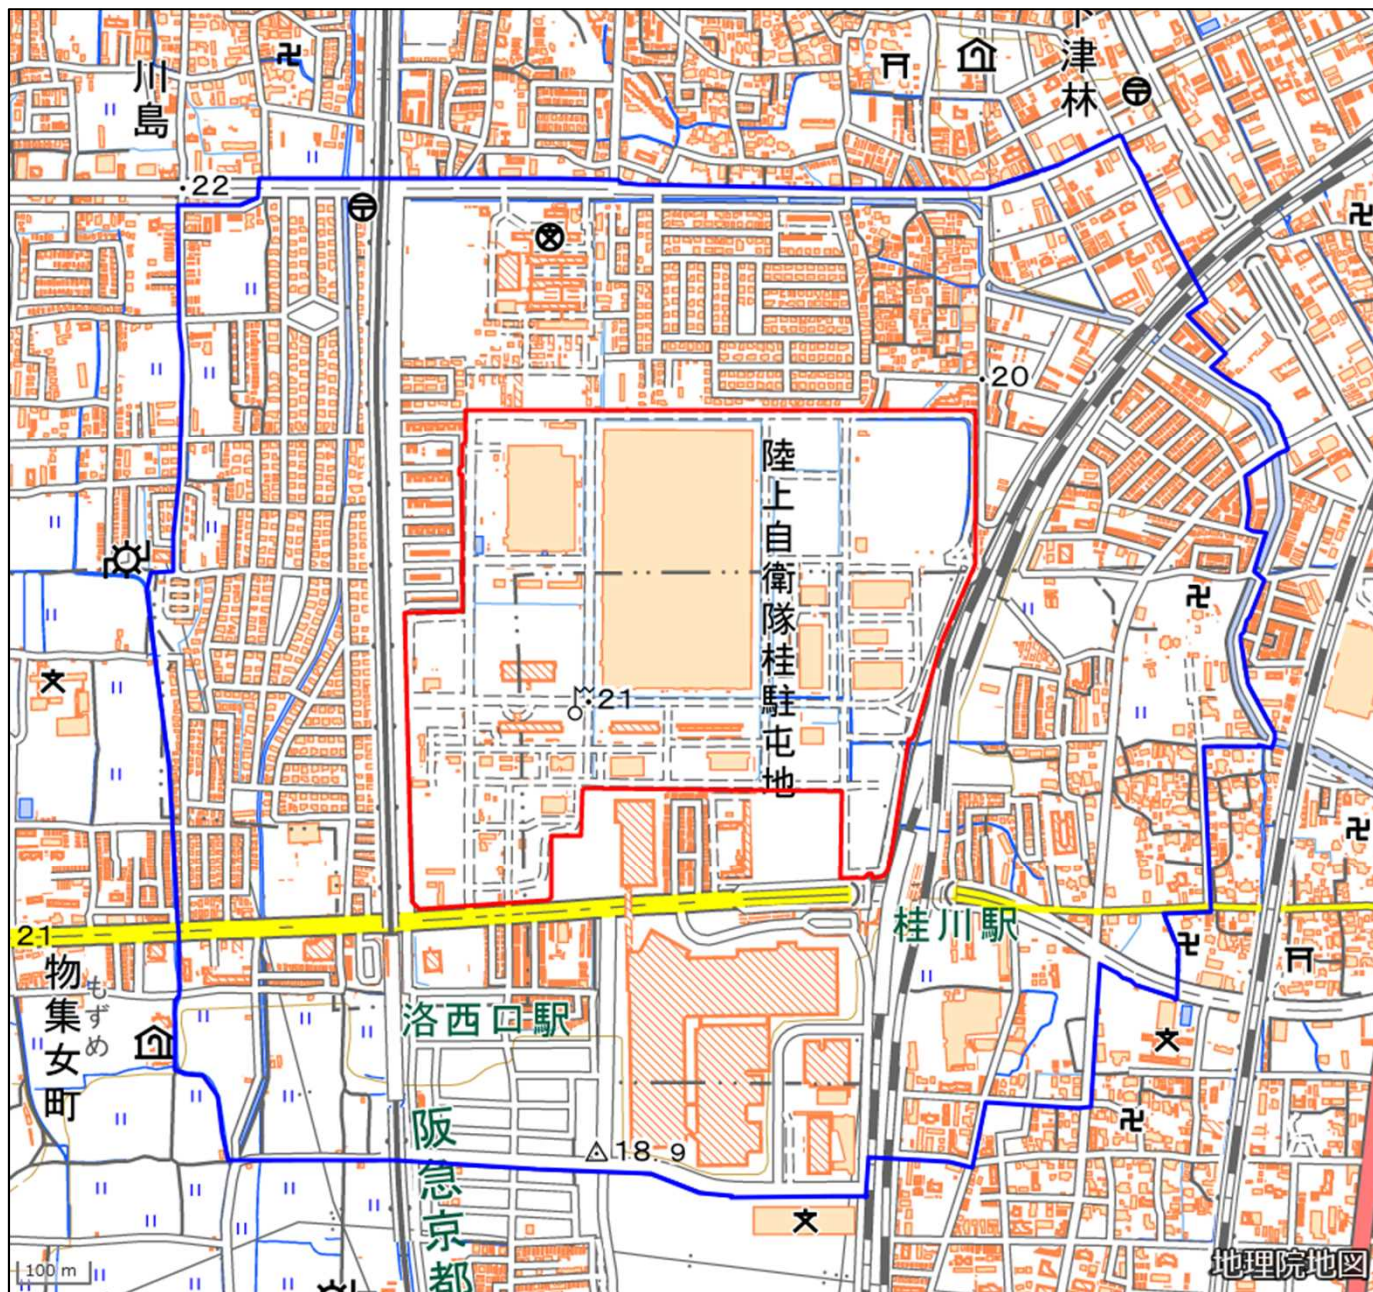 川島
下津林
22
20
陸上自衛隊桂駐屯地
21
桂川駅
21
物集女町
もずめ
洛西口駅
阪急京都
18.9
100 m
地理院地図